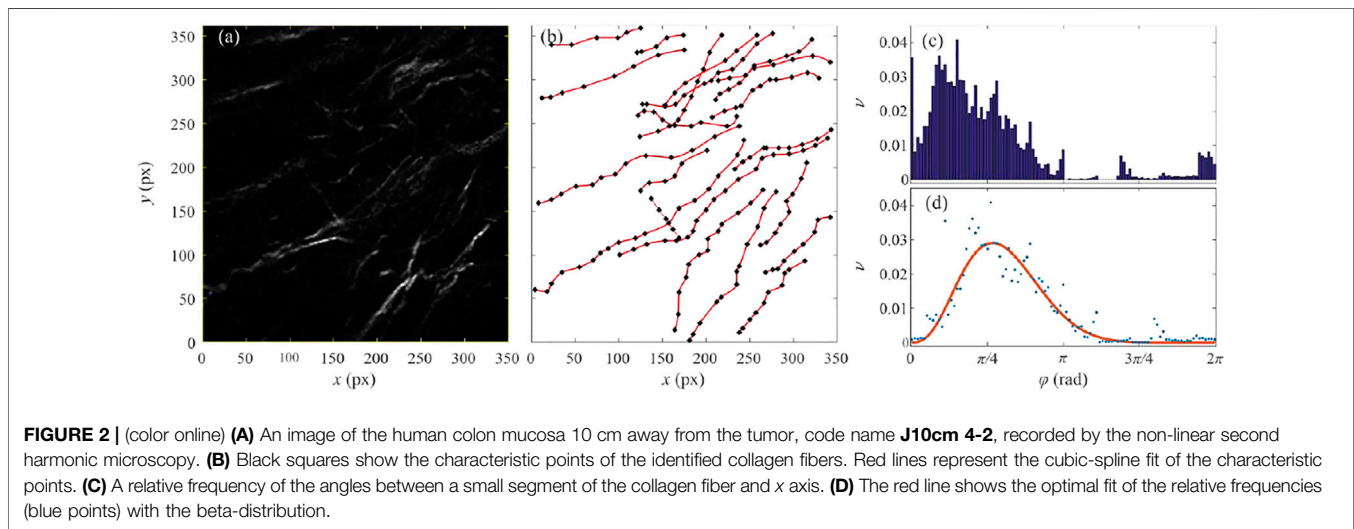 (a)
(b)
(c)
(d)
350
300
250
200
150
100
50
0
y (px)
0 50 100 150 200 250 300 350
x (px)
0 50 100 150 200 250 300 350
x (px)
0.04
0.03
0.02
0.01
0
ν
0.04
0.03
0.02
0.01
0
ν
0 π/4 π 3π/4 2π
φ (rad)
FIGURE 2 | (color online) (A) An image of the human colon mucosa 10 cm away from the tumor, code name J10cm 4-2, recorded by the non-linear second
harmonic microscopy. (B) Black squares show the characteristic points of the identified collagen fibers. Red lines represent the cubic-spline fit of the characteristic
points. (C) A relative frequency of the angles between a small segment of the collagen fiber and x axis. (D) The red line shows the optimal fit of the relative frequencies
(blue points) with the beta-distribution.